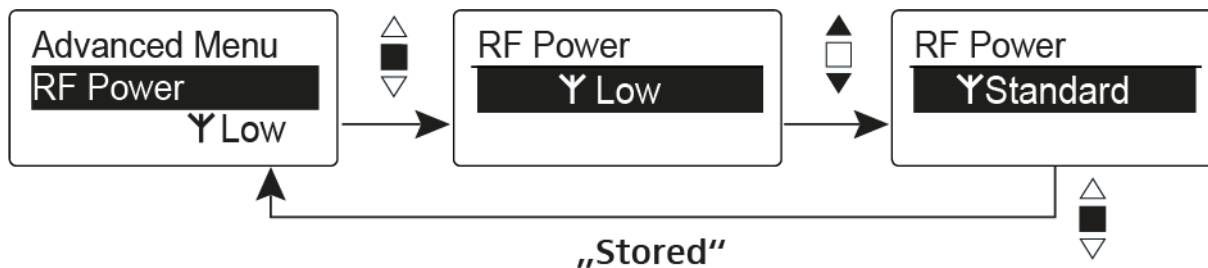 Advanced Menu
RF Power
Low
RF Power
Low
RF Power
Standard
„Stored“